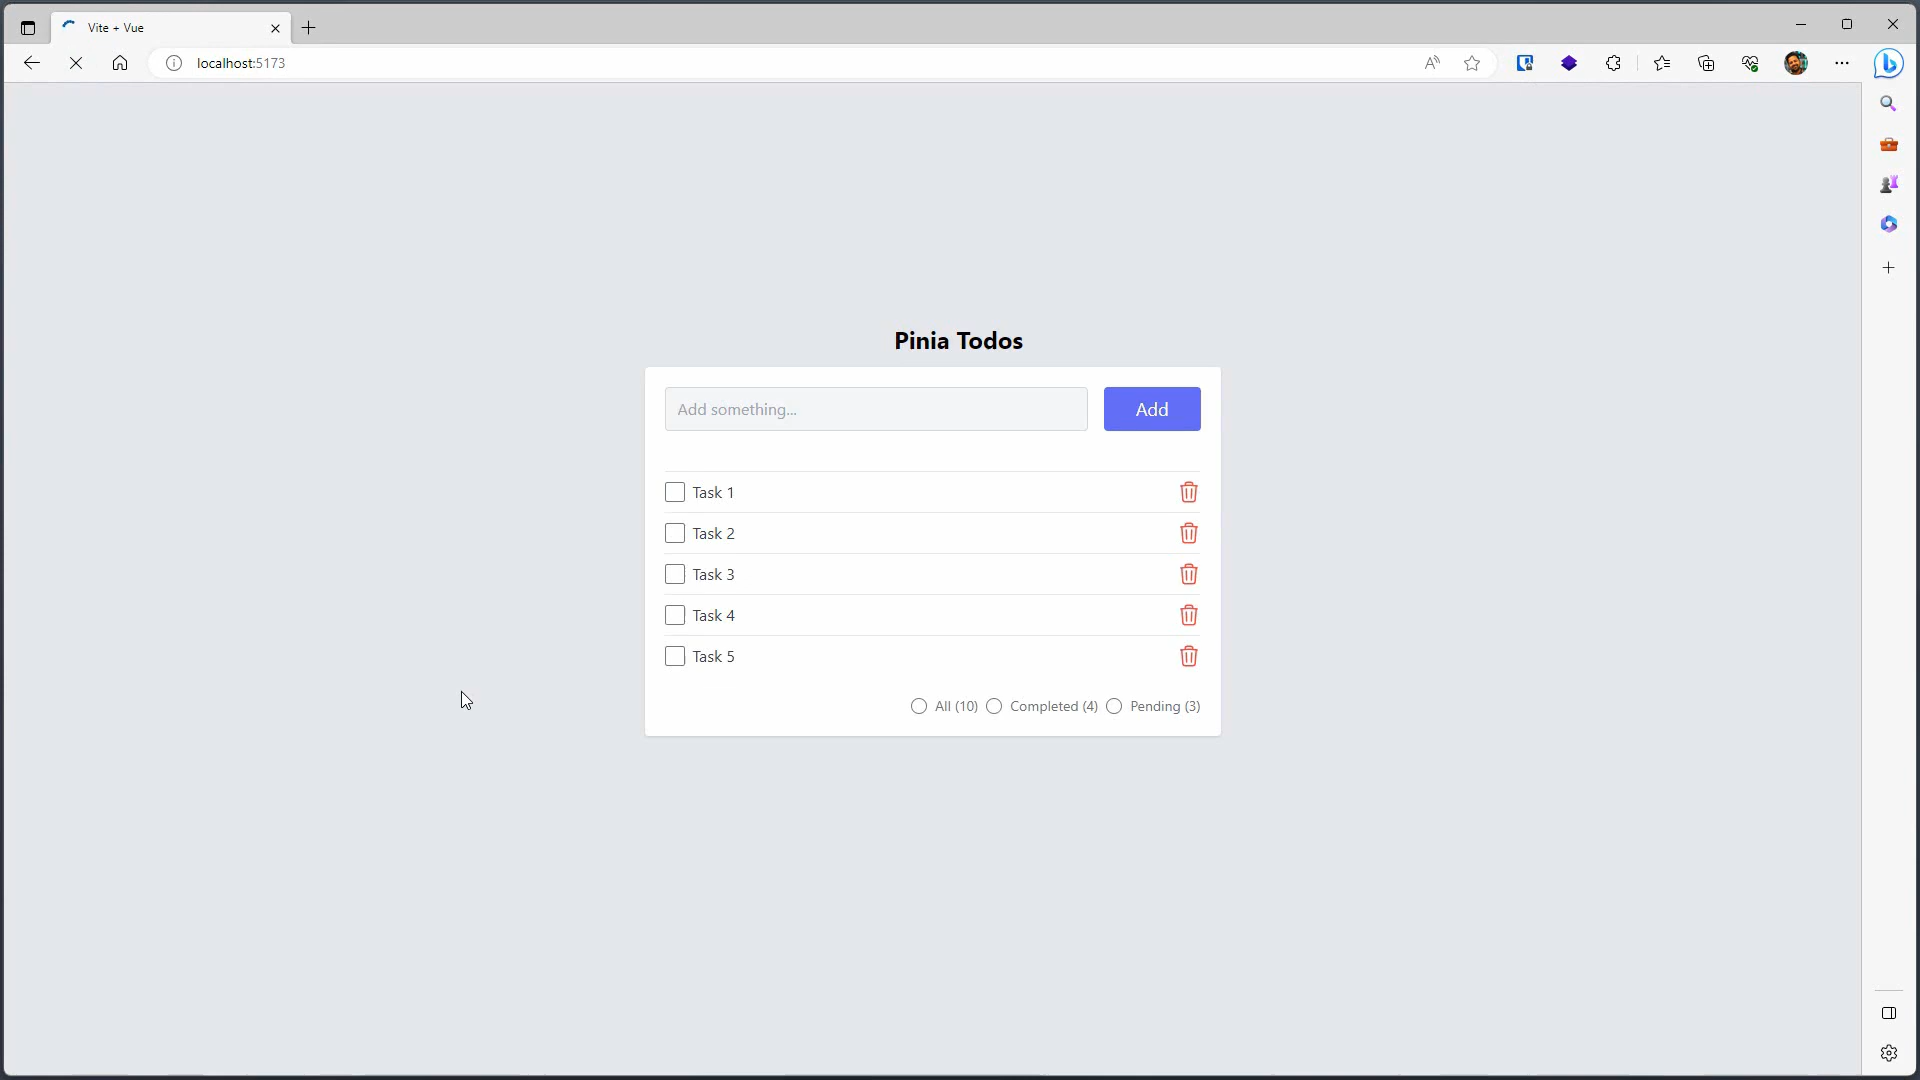 Vite + Vue
localhost:5173
Pinia Todos
Add something...
Add
Task 1
Task 2
Task 3
Task 4
Task 5
All (10) Completed (4) Pending (3)